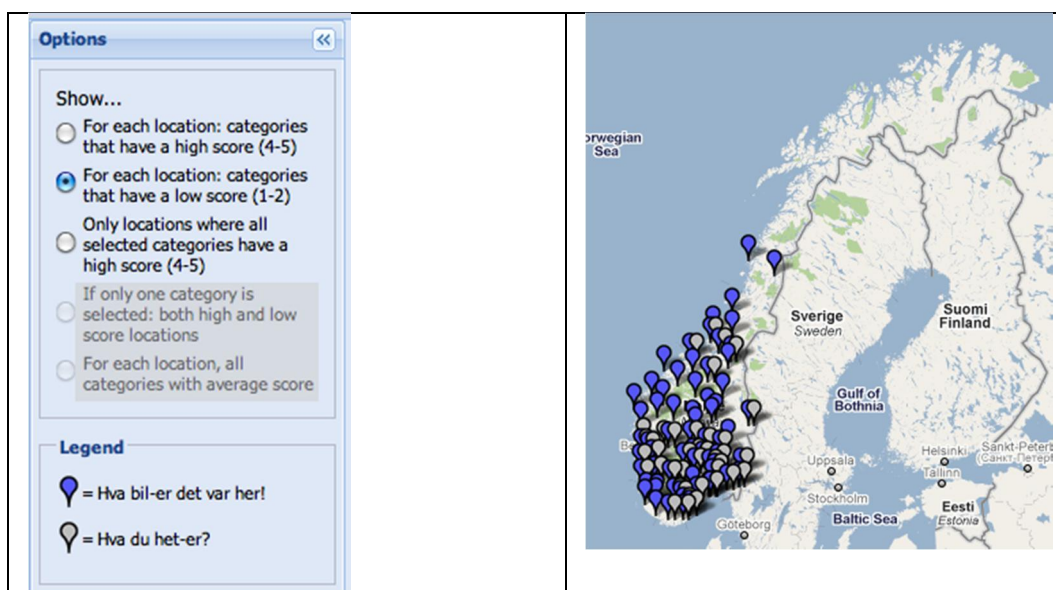 Options
Show...
For each location: categories
that have a high score (4-5)
For each location: categories
that have a low score (1-2)
Only locations where all
selected categories have a
high score (4-5)
If only one category is
selected: both high and low
score locations
For each location, all
categories with average score
Legend
= Hva bil-er det var her!
= Hva du het-er?
orwegian
Sea
Sverige
Sweden
Suomi
Finland
Gulf of
Bothnia
Uppsala
Stockholm
Helsinki
Tallinn
Sankt-Peterb
Eesti
Estonia
Baltic Sea
Göteborg